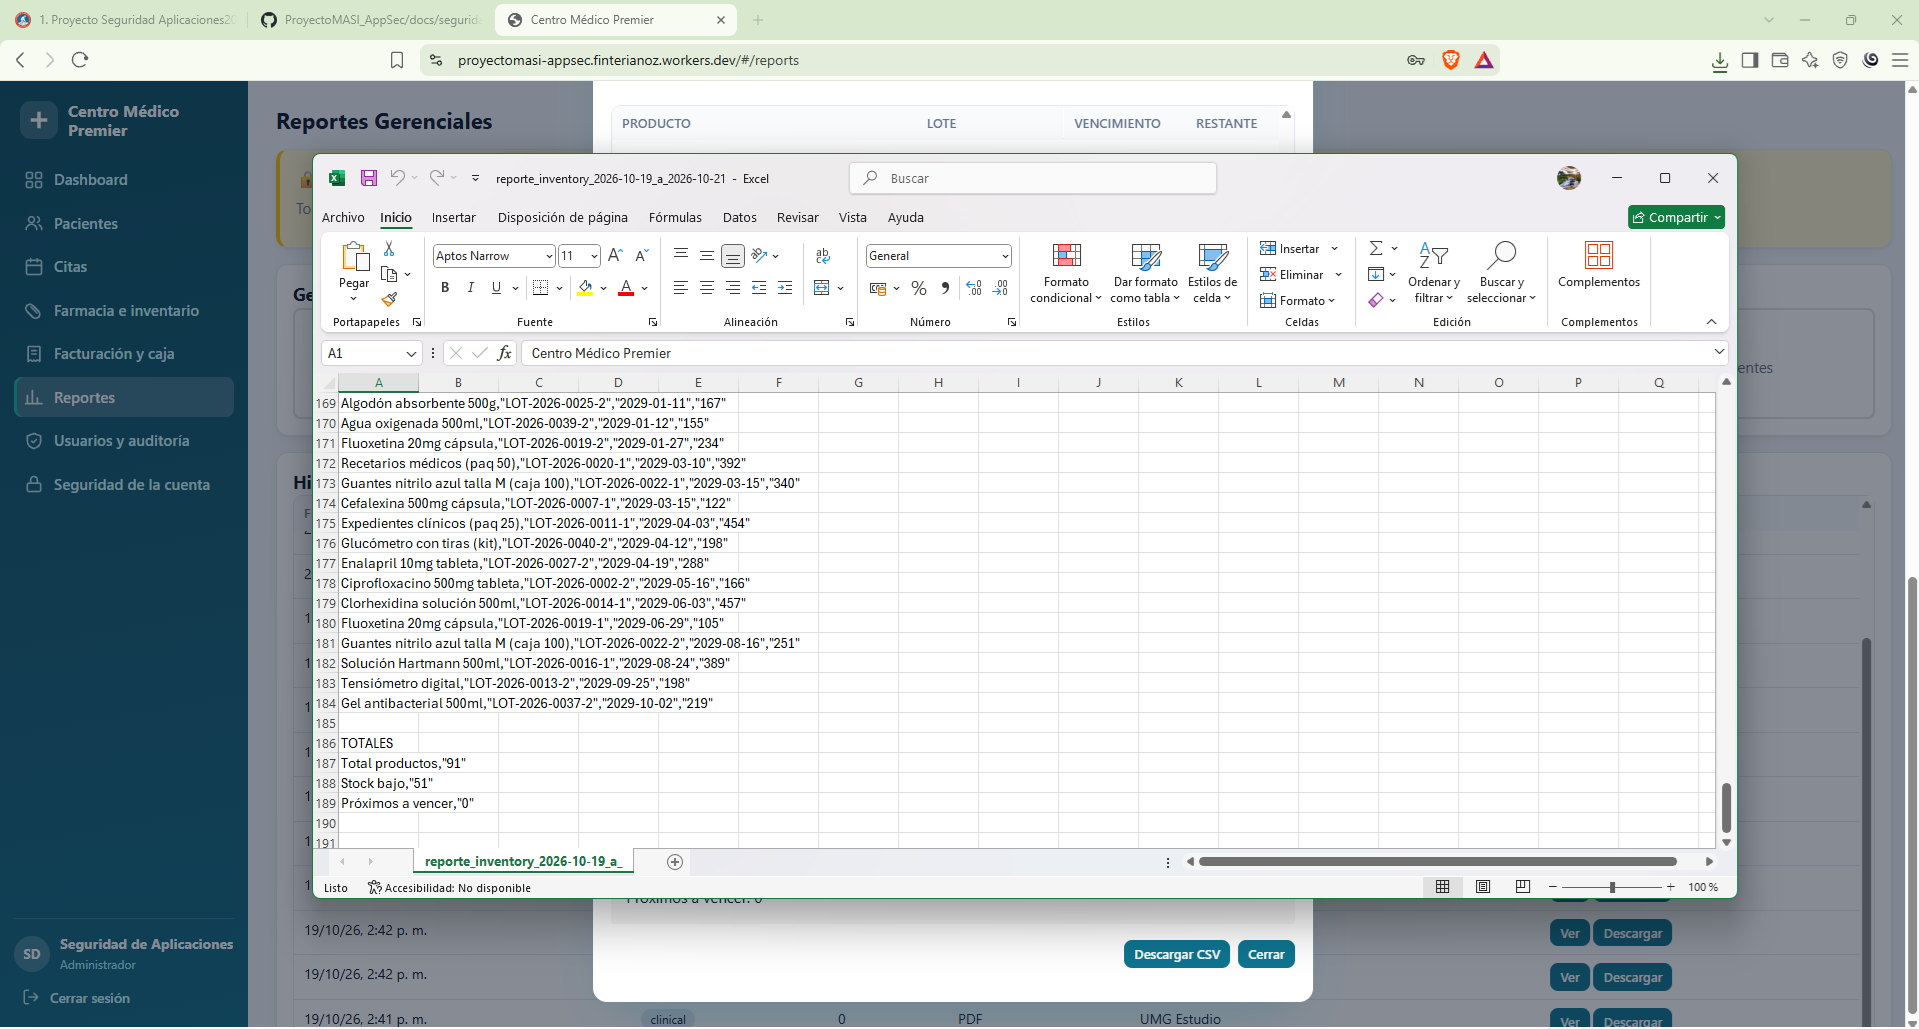 1. Proyecto Seguridad Aplicaciones2
ProyectoMASI_AppSec/docs/segurid
Centro Médico Premier
proyectomasi-appsec.finterianoz.workers.dev/#/reports
Centro Médico
Premier
Dashboard
Pacientes
Citas
Farmacia e inventario
Facturación y caja
Reportes
Usuarios y auditoría
Seguridad de la cuenta
SD
Seguridad de Aplicaciones
Administrador
Cerrar sesión
Reportes Gerenciales
PRODUCTO LOTE VENCIMIENTO RESTANTE
reporte_inventory_2026-10-19_a_2026-10-21 - Excel
Buscar
Archivo Inicio Insertar Disposición de página Fórmulas Datos Revisar Vista Ayuda
Compartir
Pegar
Portapapeles
Aptos Narrow 11
N K S
Fuente
Alineación
General
Número
Formato condicional
Dar formato como tabla
Estilos de celda
Estilos
Insertar
Eliminar
Formato
Celdas
Ordenar y filtrar
Buscar y seleccionar
Edición
Complementos
Complementos
A1 fx Centro Médico Premier
A B C D E F G H I J K L M N O P Q
169 Algodón absorbente 500g,"LOT-2026-0025-2","2029-01-11","167"
170 Agua oxigenada 500ml,"LOT-2026-0039-2","2029-01-12","155"
171 Fluoxetina 20mg cápsula,"LOT-2026-0019-2","2029-01-27","234"
172 Recetarios médicos (paq 50),"LOT-2026-0020-1","2029-03-10","392"
173 Guantes nitrilo azul talla M (caja 100),"LOT-2026-0022-1","2029-03-15","340"
174 Cefalexina 500mg cápsula,"LOT-2026-0007-1","2029-03-15","122"
175 Expedientes clínicos (paq 25),"LOT-2026-0011-1","2029-04-03","454"
176 Glucómetro con tiras (kit),"LOT-2026-0040-2","2029-04-12","198"
177 Enalapril 10mg tableta,"LOT-2026-0027-2","2029-04-19","288"
178 Ciprofloxacino 500mg tableta,"LOT-2026-0002-2","2029-05-16","166"
179 Clorhexidina solución 500ml,"LOT-2026-0014-1","2029-06-03","457"
180 Fluoxetina 20mg cápsula,"LOT-2026-0019-1","2029-06-29","105"
181 Guantes nitrilo azul talla M (caja 100),"LOT-2026-0022-2","2029-08-16","251"
182 Solución Hartmann 500ml,"LOT-2026-0016-1","2029-08-24","389"
183 Tensiómetro digital,"LOT-2026-0013-2","2029-09-25","198"
184 Gel antibacterial 500ml,"LOT-2026-0037-2","2029-10-02","219"
185
186 TOTALES
187 Total productos,"91"
188 Stock bajo,"51"
189 Próximos a vencer,"0"
190
191
reporte_inventory_2026-10-19_a_
Listo Accesibilidad: No disponible 100 %
Próximos a vencer: 0
Descargar CSV Cerrar
19/10/26, 2:42 p. m. Ver Descargar
19/10/26, 2:42 p. m. Ver Descargar
19/10/26, 2:41 p. m. clinical 0 PDF UMG Estudio Ver Descargar